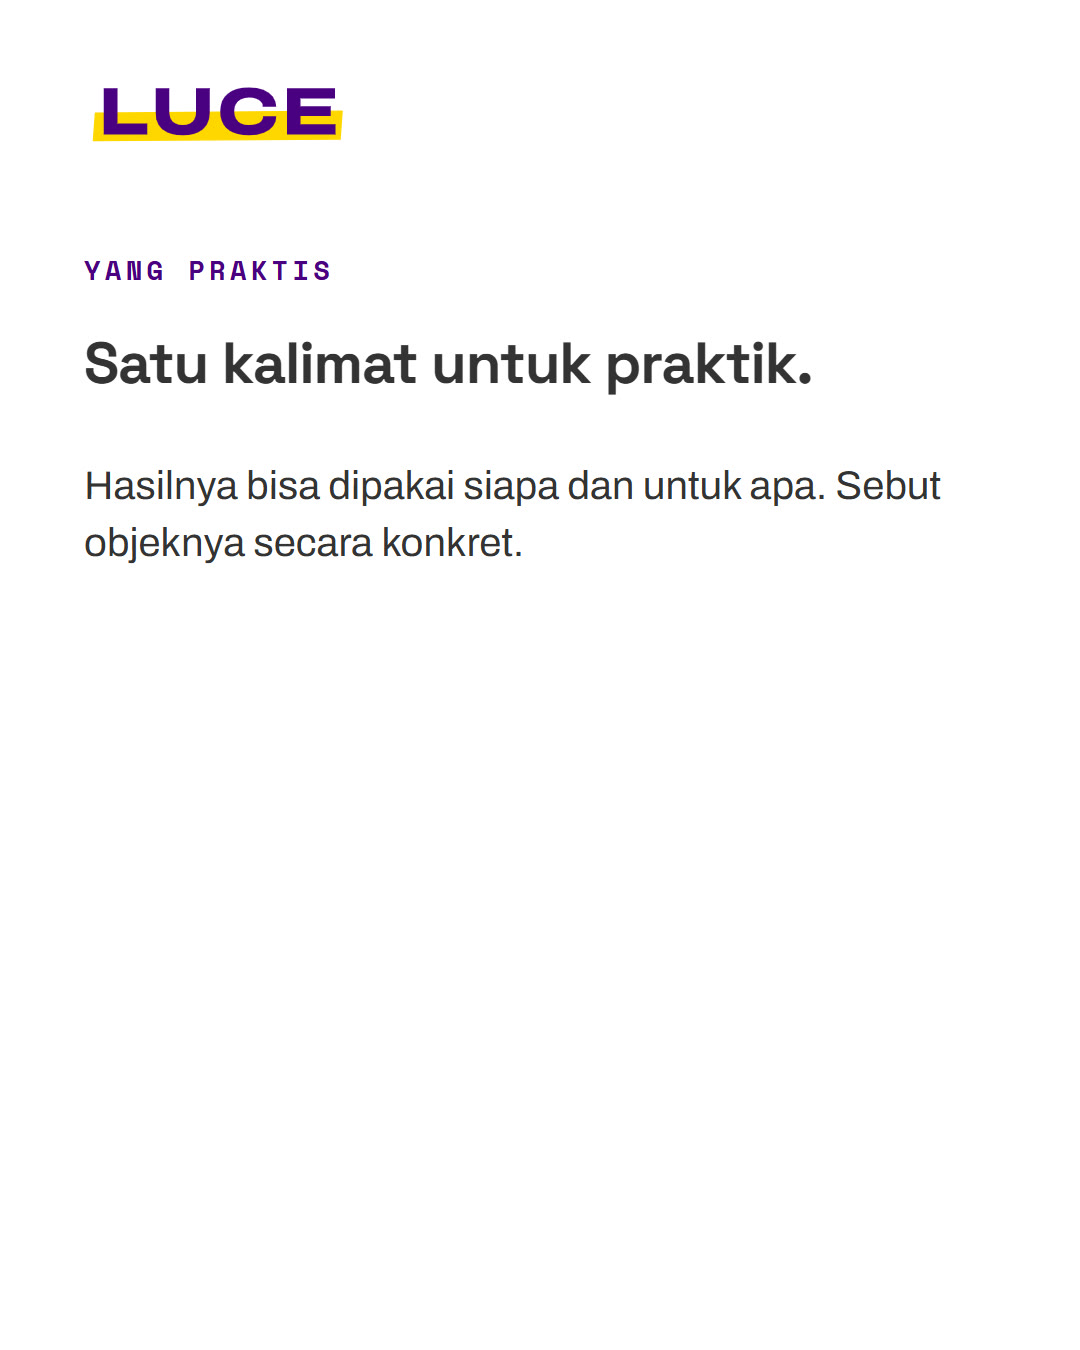 LUCE
YANG PRAKTIS
Satu kalimat untuk praktik.
Hasilnya bisa dipakai siapa dan untuk apa. Sebut
objeknya secara konkret.